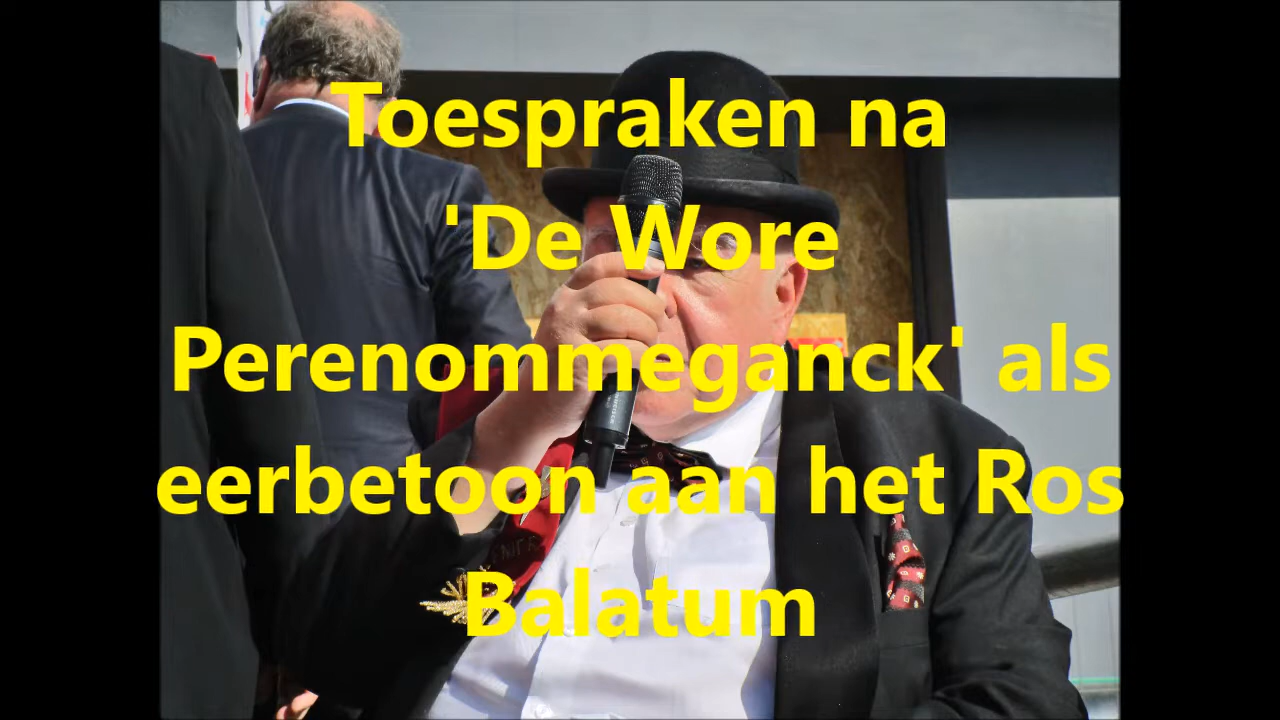 Toespraken na
'De Wore
Perenommeganck' als
eerbetoon aan het Ros
Balatum